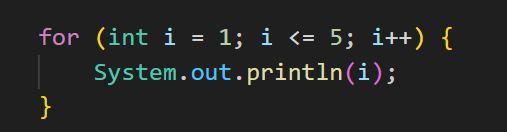 for (int i = 1; i <= 5; i++) {
    System.out.println(i);
}